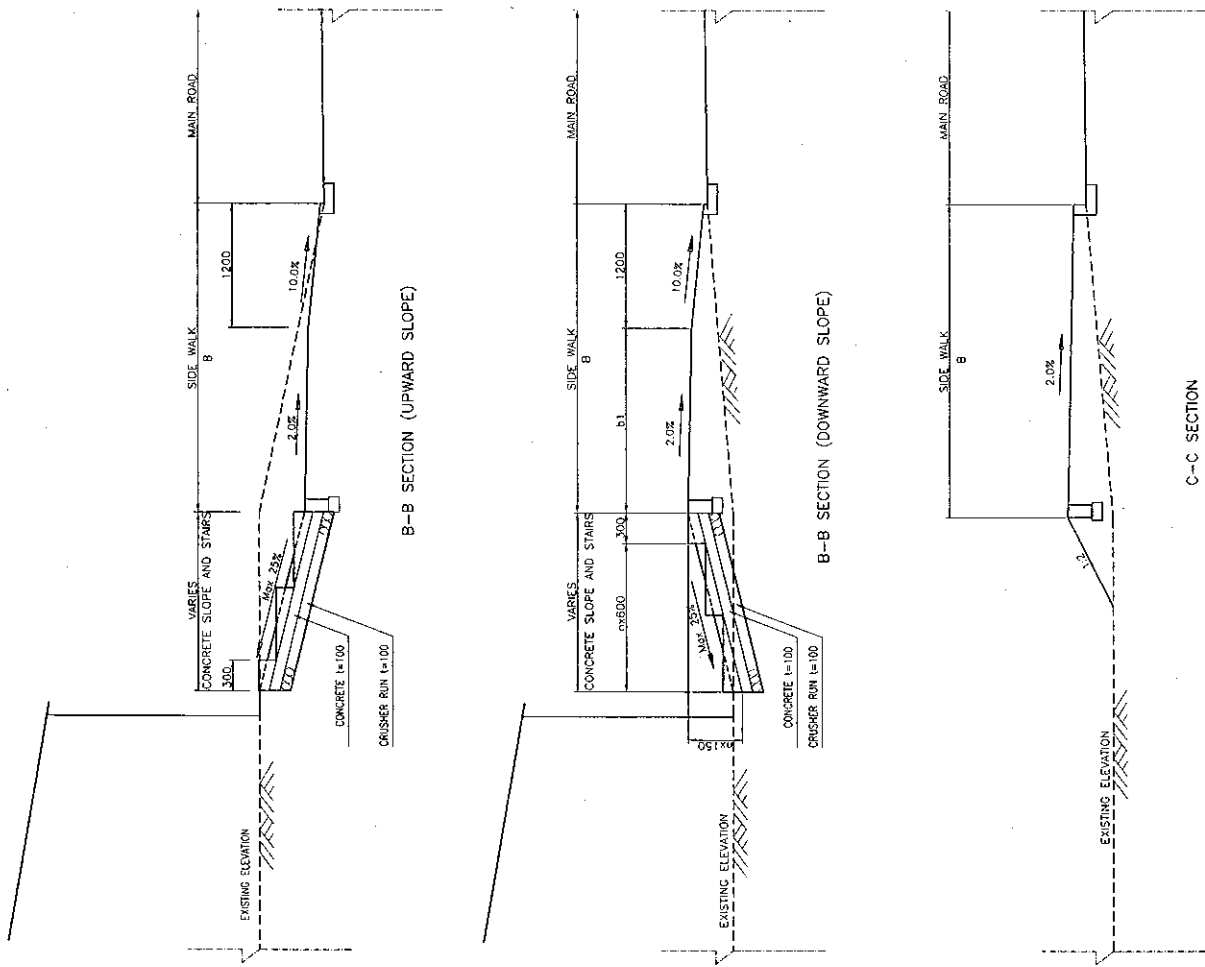 VARIES
SIDE WALK
MAIN ROAD
CONCRETE SLOPE AND STAIRS
B
300
1200
Max 25%
2.0%
10.0%
EXISTING ELEVATION
CONCRETE t=100
CRUSHER RUN t=100
B-B SECTION (UPWARD SLOPE)
VARIES
SIDE WALK
MAIN ROAD
CONCRETE SLOPE AND STAIRS
B
nx600
300
b1
1200
Max 25%
2.0%
10.0%
nx150
EXISTING ELEVATION
CONCRETE t=100
CRUSHER RUN t=100
B-B SECTION (DOWNWARD SLOPE)
SIDE WALK
MAIN ROAD
B
1:2
2.0%
EXISTING ELEVATION
C-C SECTION